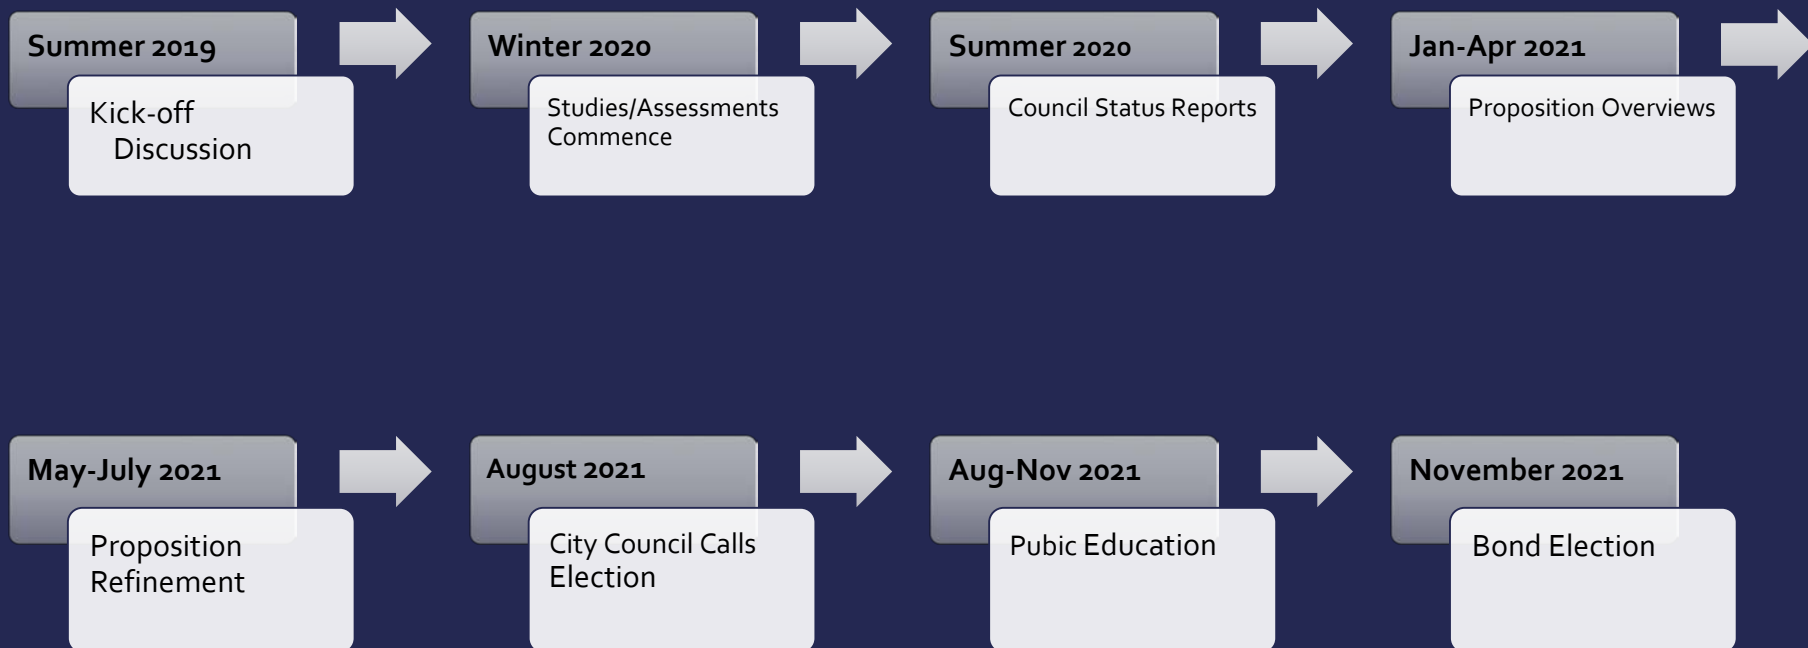 Summer 2019
Kick-off
Discussion
Winter 2020
Studies/Assessments
Commence
Summer 2020
Council Status Reports
Jan-Apr 2021
Proposition Overviews
May-July 2021
Proposition
Refinement
August 2021
City Council Calls
Election
Aug-Nov 2021
Pubic Education
November 2021
Bond Election